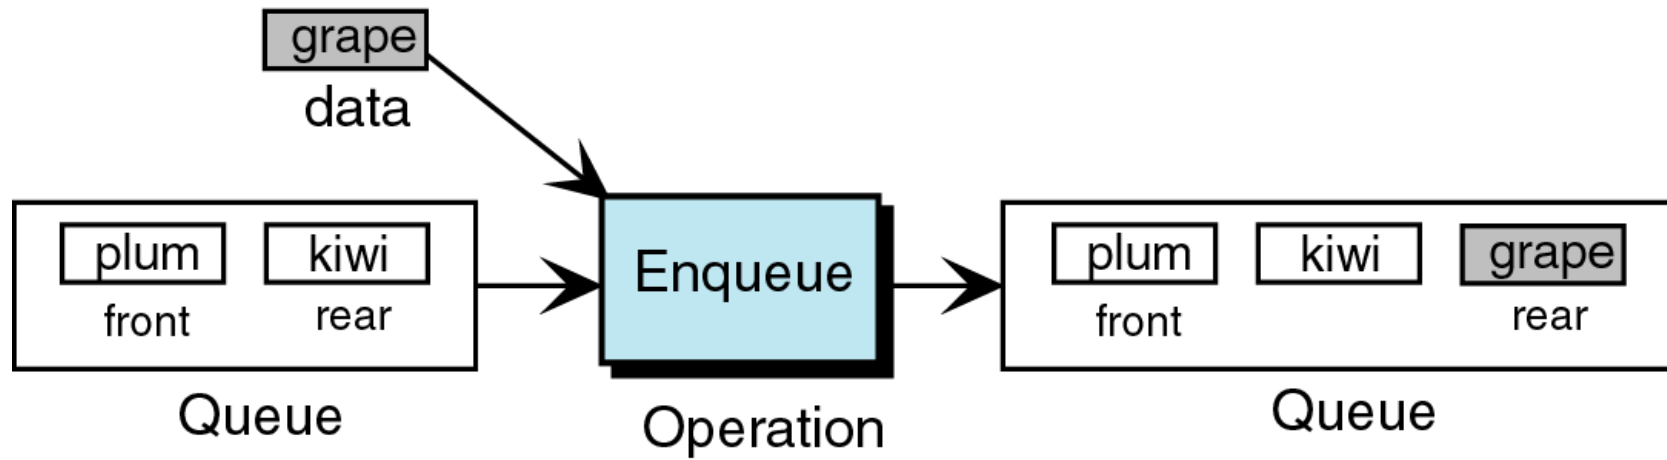 grape
data
plum
kiwi
front
rear
Queue
Enqueue
Operation
plum
kiwi
grape
front
rear
Queue